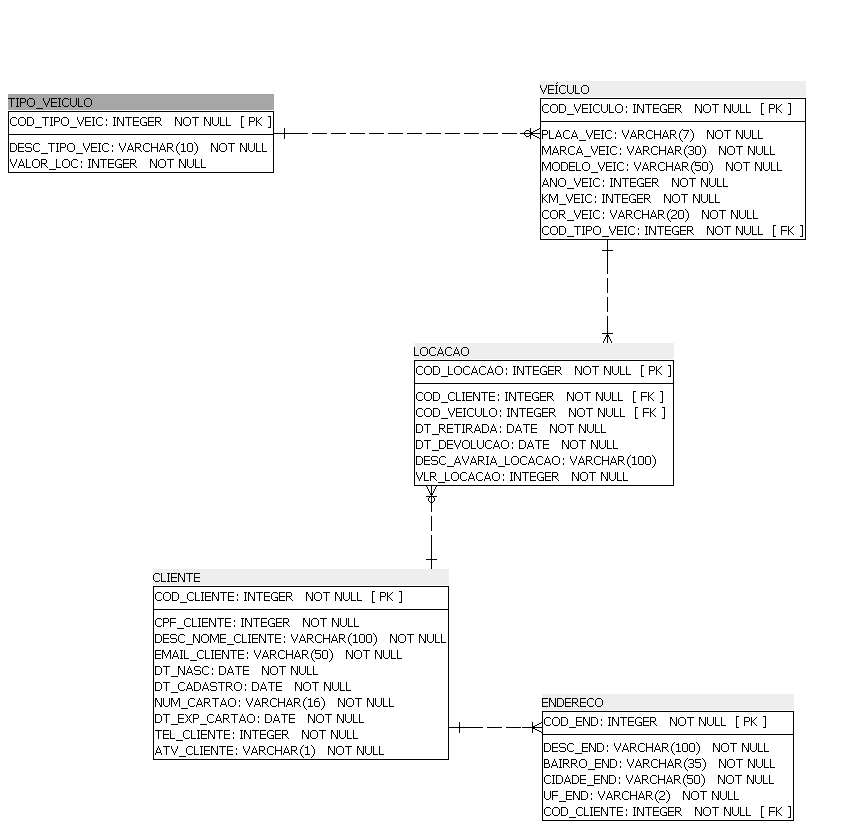 TIPO_VEICULO
COD_TIPO_VEIC: INTEGER NOT NULL [ PK ]
DESC_TIPO_VEIC: VARCHAR(10) NOT NULL
VALOR_LOC: INTEGER NOT NULL
VEÍCULO
COD_VEICULO: INTEGER NOT NULL [ PK ]
PLACA_VEIC: VARCHAR(7) NOT NULL
MARCA_VEIC: VARCHAR(30) NOT NULL
MODELO_VEIC: VARCHAR(50) NOT NULL
ANO_VEIC: INTEGER NOT NULL
KM_VEIC: INTEGER NOT NULL
COR_VEIC: VARCHAR(20) NOT NULL
COD_TIPO_VEIC: INTEGER NOT NULL [ FK ]
LOCACAO
COD_LOCACAO: INTEGER NOT NULL [ PK ]
COD_CLIENTE: INTEGER NOT NULL [ FK ]
COD_VEICULO: INTEGER NOT NULL [ FK ]
DT_RETIRADA: DATE NOT NULL
DT_DEVOLUCAO: DATE NOT NULL
DESC_AVARIA_LOCACAO: VARCHAR(100)
VLR_LOCACAO: INTEGER NOT NULL
CLIENTE
COD_CLIENTE: INTEGER NOT NULL [ PK ]
CPF_CLIENTE: INTEGER NOT NULL
DESC_NOME_CLIENTE: VARCHAR(100) NOT NULL
EMAIL_CLIENTE: VARCHAR(50) NOT NULL
DT_NASC: DATE NOT NULL
DT_CADASTRO: DATE NOT NULL
NUM_CARTAO: VARCHAR(16) NOT NULL
DT_EXP_CARTAO: DATE NOT NULL
TEL_CLIENTE: INTEGER NOT NULL
ATV_CLIENTE: VARCHAR(1) NOT NULL
ENDERECO
COD_END: INTEGER NOT NULL [ PK ]
DESC_END: VARCHAR(100) NOT NULL
BAIRRO_END: VARCHAR(35) NOT NULL
CIDADE_END: VARCHAR(50) NOT NULL
UF_END: VARCHAR(2) NOT NULL
COD_CLIENTE: INTEGER NOT NULL [ FK ]